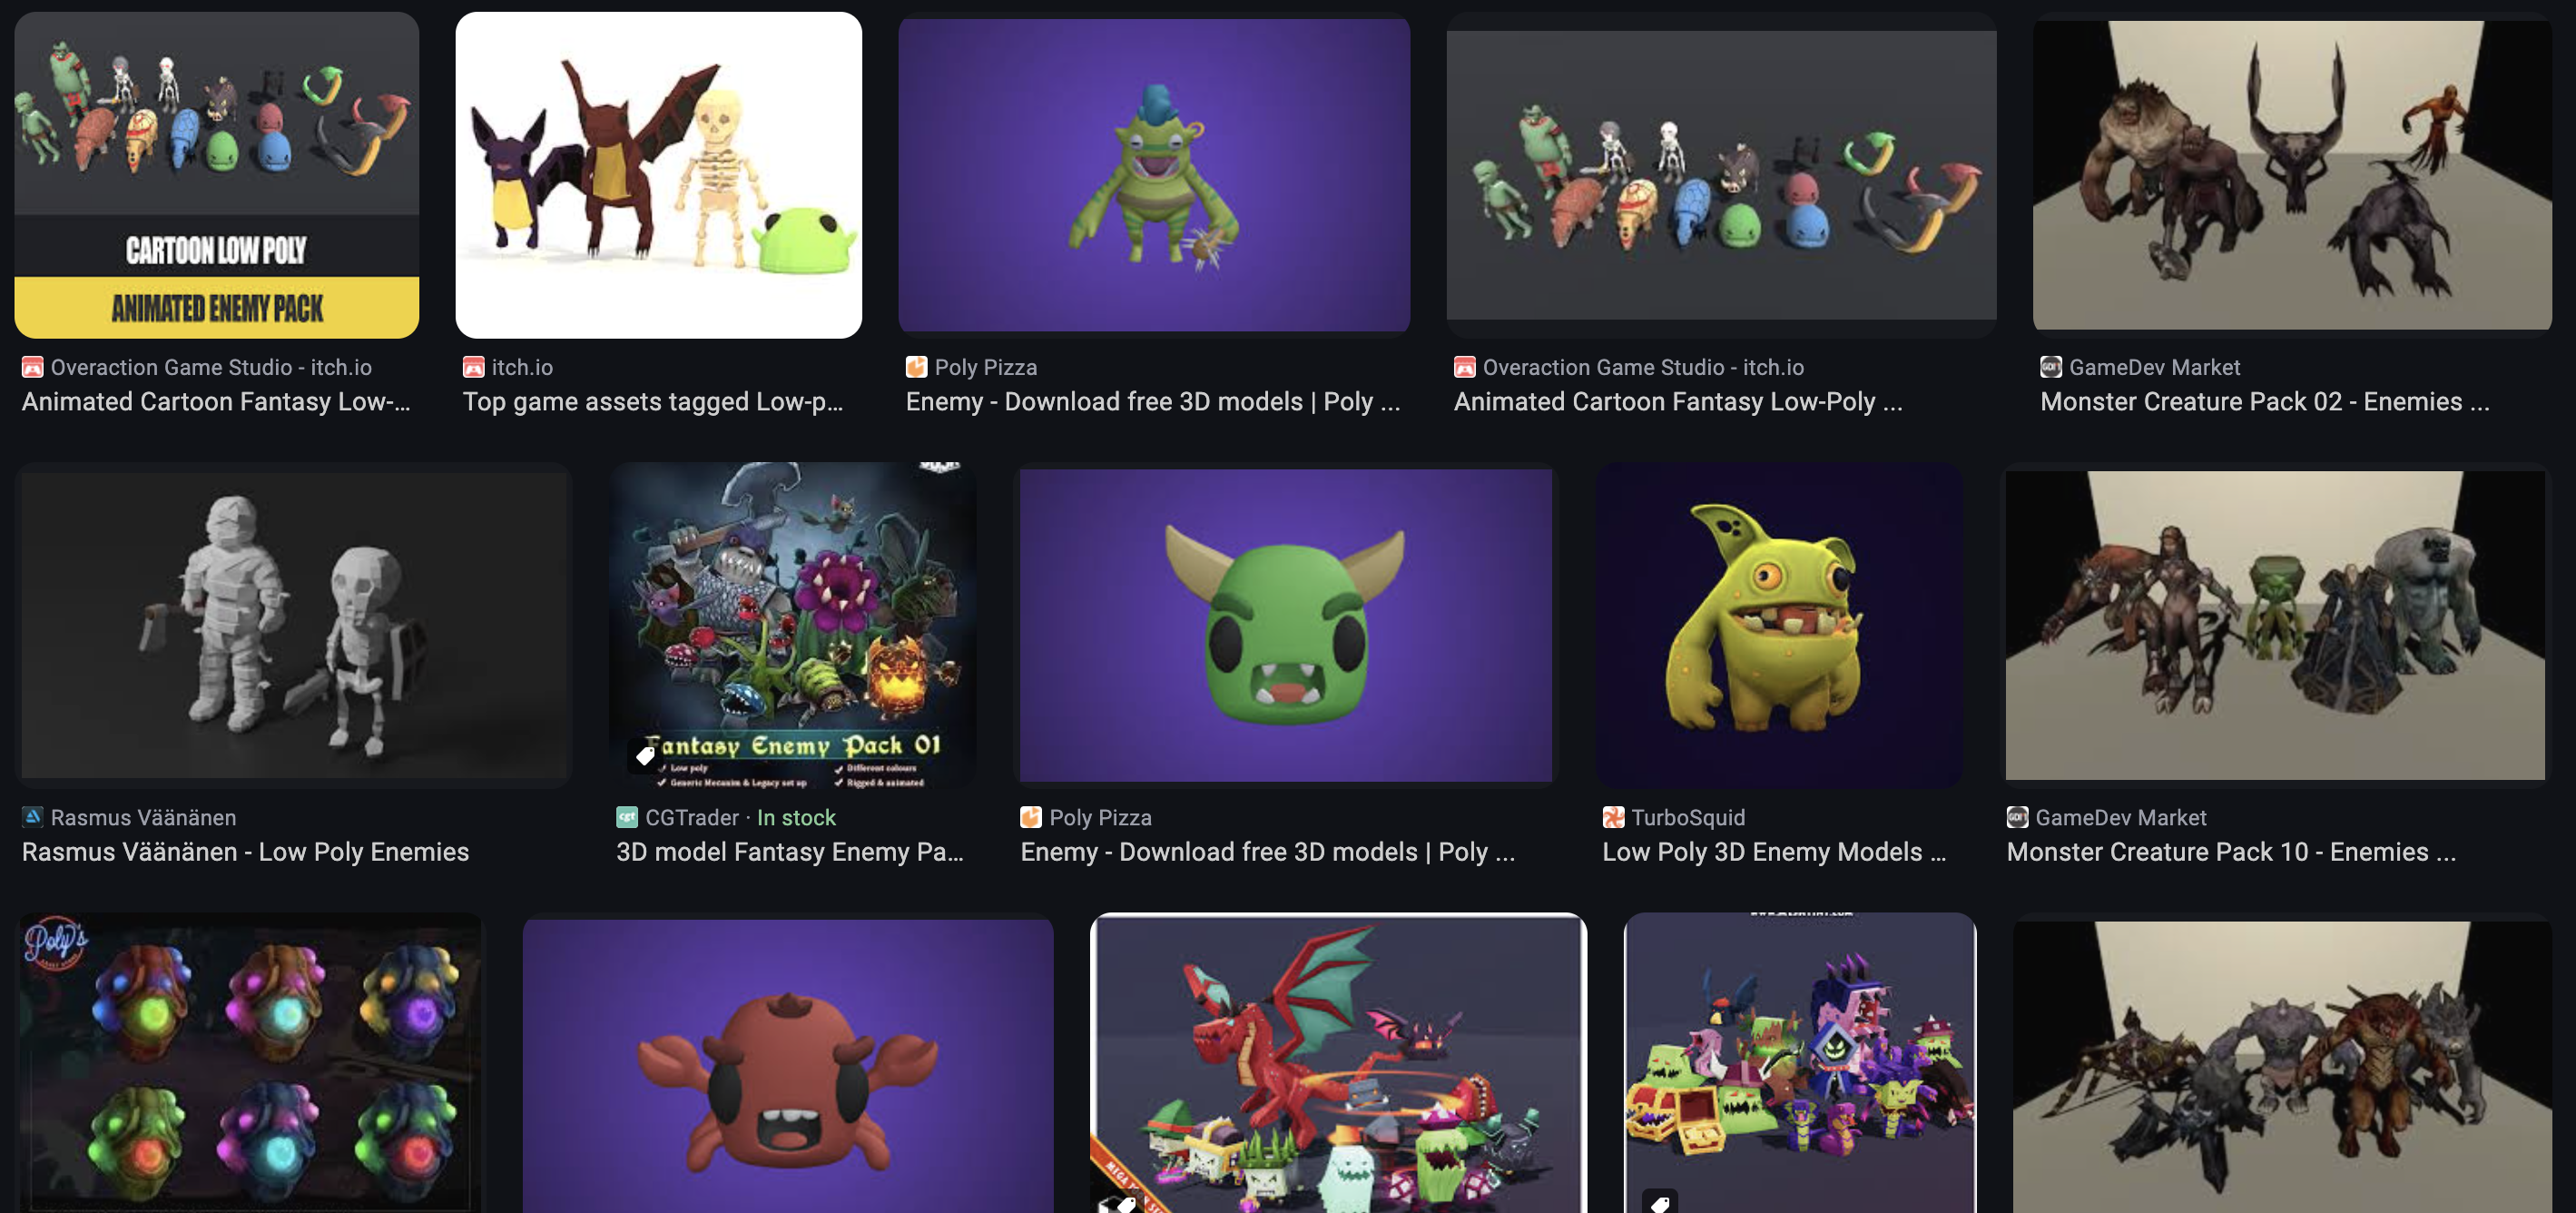 CARTOON LOW POLY
ANIMATED ENEMY PACK
Overaction Game Studio - itch.io
Animated Cartoon Fantasy Low-...
itch.io
Top game assets tagged Low-p...
Poly Pizza
Enemy - Download free 3D models | Poly ...
Overaction Game Studio - itch.io
Animated Cartoon Fantasy Low-Poly ...
GameDev Market
Monster Creature Pack 02 - Enemies ...
Fantasy Enemy Pack 01
Low poly
Different colours
Generic Mecanim & Legacy set up
Rigged & animated
Rasmus Väänänen
Rasmus Väänänen - Low Poly Enemies
CGTrader · In stock
3D model Fantasy Enemy Pa...
Poly Pizza
Enemy - Download free 3D models | Poly ...
TurboSquid
Low Poly 3D Enemy Models ...
GameDev Market
Monster Creature Pack 10 - Enemies ...
Poly's
MEGA